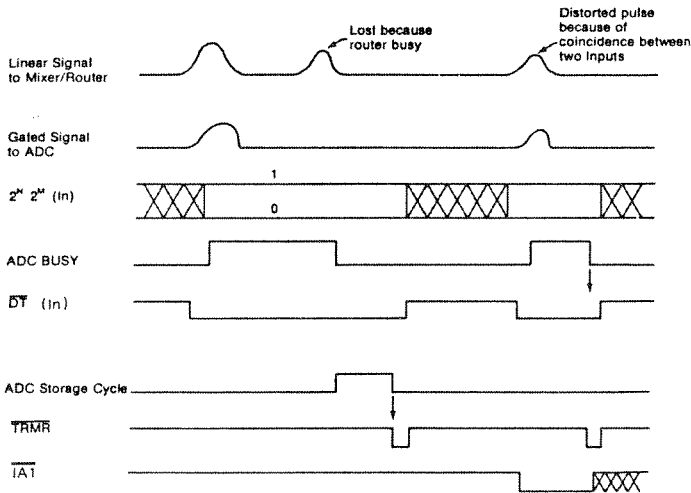 Linear Signal
to Mixer/Router
Lost because
router busy
Distorted pulse
because of
coincidence between
two Inputs
Gated Signal
to ADC
2ᴺ 2ᴹ (In)
1
0
ADC BUSY
DT (In)
ADC Storage Cycle
TRMR
IA1